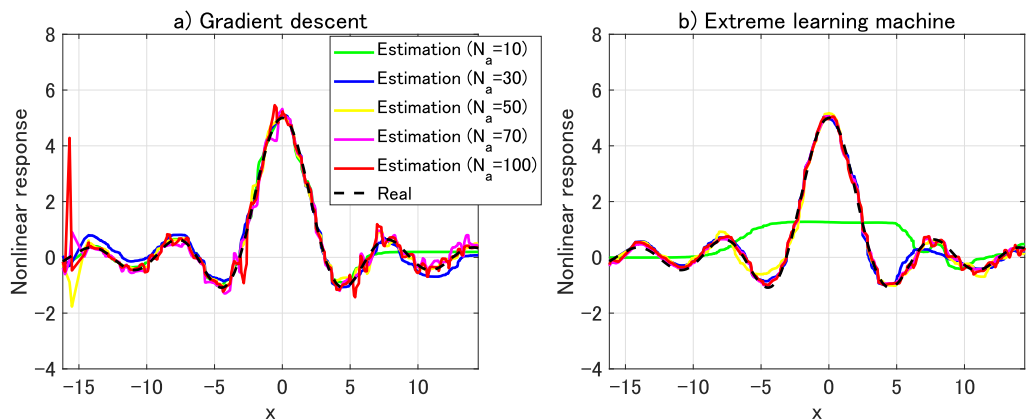 a) Gradient descent
b) Extreme learning machine
Nonlinear response
8
6
4
2
0
−2
−4
−15
−10
−5
0
5
10
x
Estimation (Na=10)
Estimation (Na=30)
Estimation (Na=50)
Estimation (Na=70)
Estimation (Na=100)
Real
Nonlinear response
8
6
4
2
0
−2
−4
−15
−10
−5
0
5
10
x